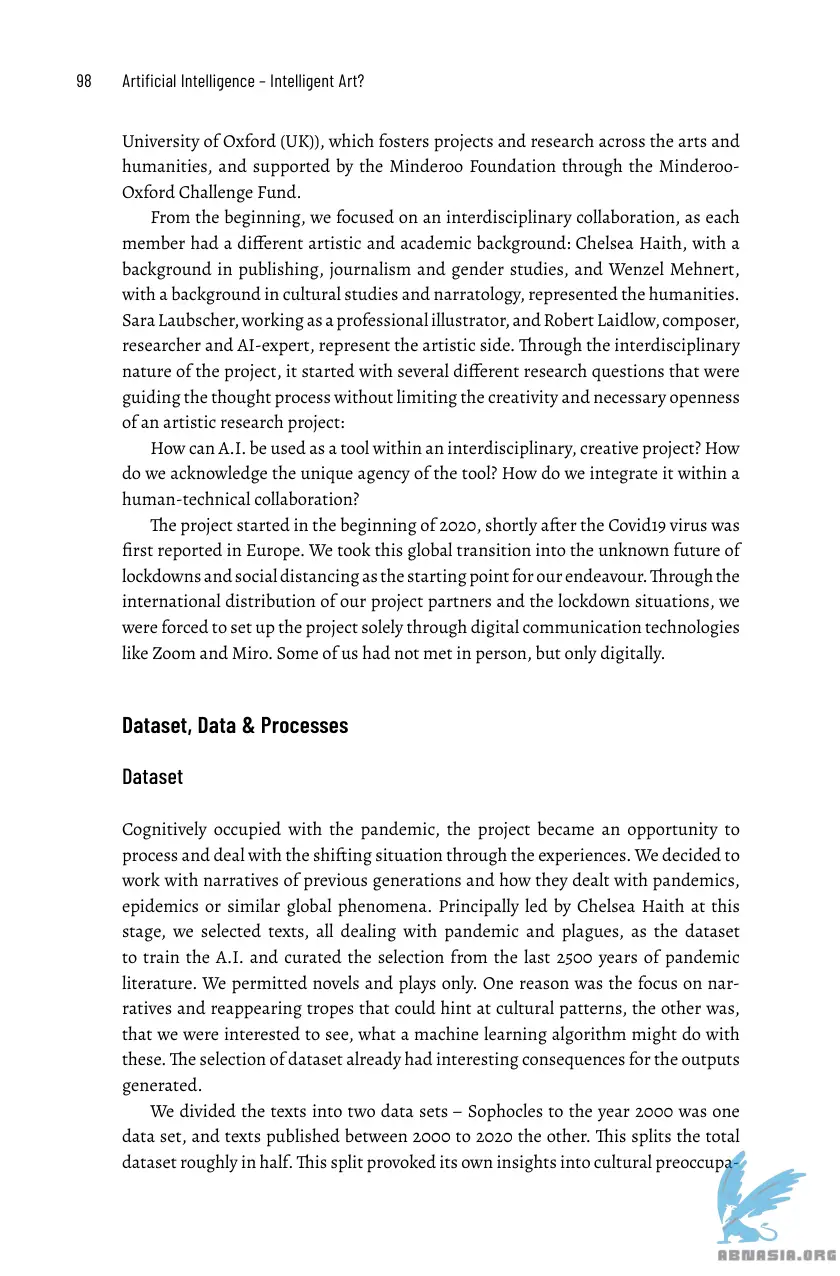 98 Artificial Intelligence – Intelligent Art?
University of Oxford (UK)), which fosters projects and research across the arts and
humanities, and supported by the Minderoo Foundation through the Minderoo-
Oxford Challenge Fund.
From the beginning, we focused on an interdisciplinary collaboration, as each
member had a different artistic and academic background: Chelsea Haith, with a
background in publishing, journalism and gender studies, and Wenzel Mehnert,
with a background in cultural studies and narratology, represented the humanities.
Sara Laubscher, working as a professional illustrator, and Robert Laidlow, composer,
researcher and AI-expert, represent the artistic side. Through the interdisciplinary
nature of the project, it started with several different research questions that were
guiding the thought process without limiting the creativity and necessary openness
of an artistic research project:
How can A.I. be used as a tool within an interdisciplinary, creative project? How
do we acknowledge the unique agency of the tool? How do we integrate it within a
human-technical collaboration?
The project started in the beginning of 2020, shortly after the Covid19 virus was
first reported in Europe. We took this global transition into the unknown future of
lockdowns and social distancing as the starting point for our endeavour. Through the
international distribution of our project partners and the lockdown situations, we
were forced to set up the project solely through digital communication technologies
like Zoom and Miro. Some of us had not met in person, but only digitally.
Dataset, Data & Processes
Dataset
Cognitively occupied with the pandemic, the project became an opportunity to
process and deal with the shifting situation through the experiences. We decided to
work with narratives of previous generations and how they dealt with pandemics,
epidemics or similar global phenomena. Principally led by Chelsea Haith at this
stage, we selected texts, all dealing with pandemic and plagues, as the dataset
to train the A.I. and curated the selection from the last 2500 years of pandemic
literature. We permitted novels and plays only. One reason was the focus on nar-
ratives and reappearing tropes that could hint at cultural patterns, the other was,
that we were interested to see, what a machine learning algorithm might do with
these. The selection of dataset already had interesting consequences for the outputs
generated.
We divided the texts into two data sets – Sophocles to the year 2000 was one
data set, and texts published between 2000 to 2020 the other. This splits the total
dataset roughly in half. This split provoked its own insights into cultural preoccupa-
ABNASIA.ORG